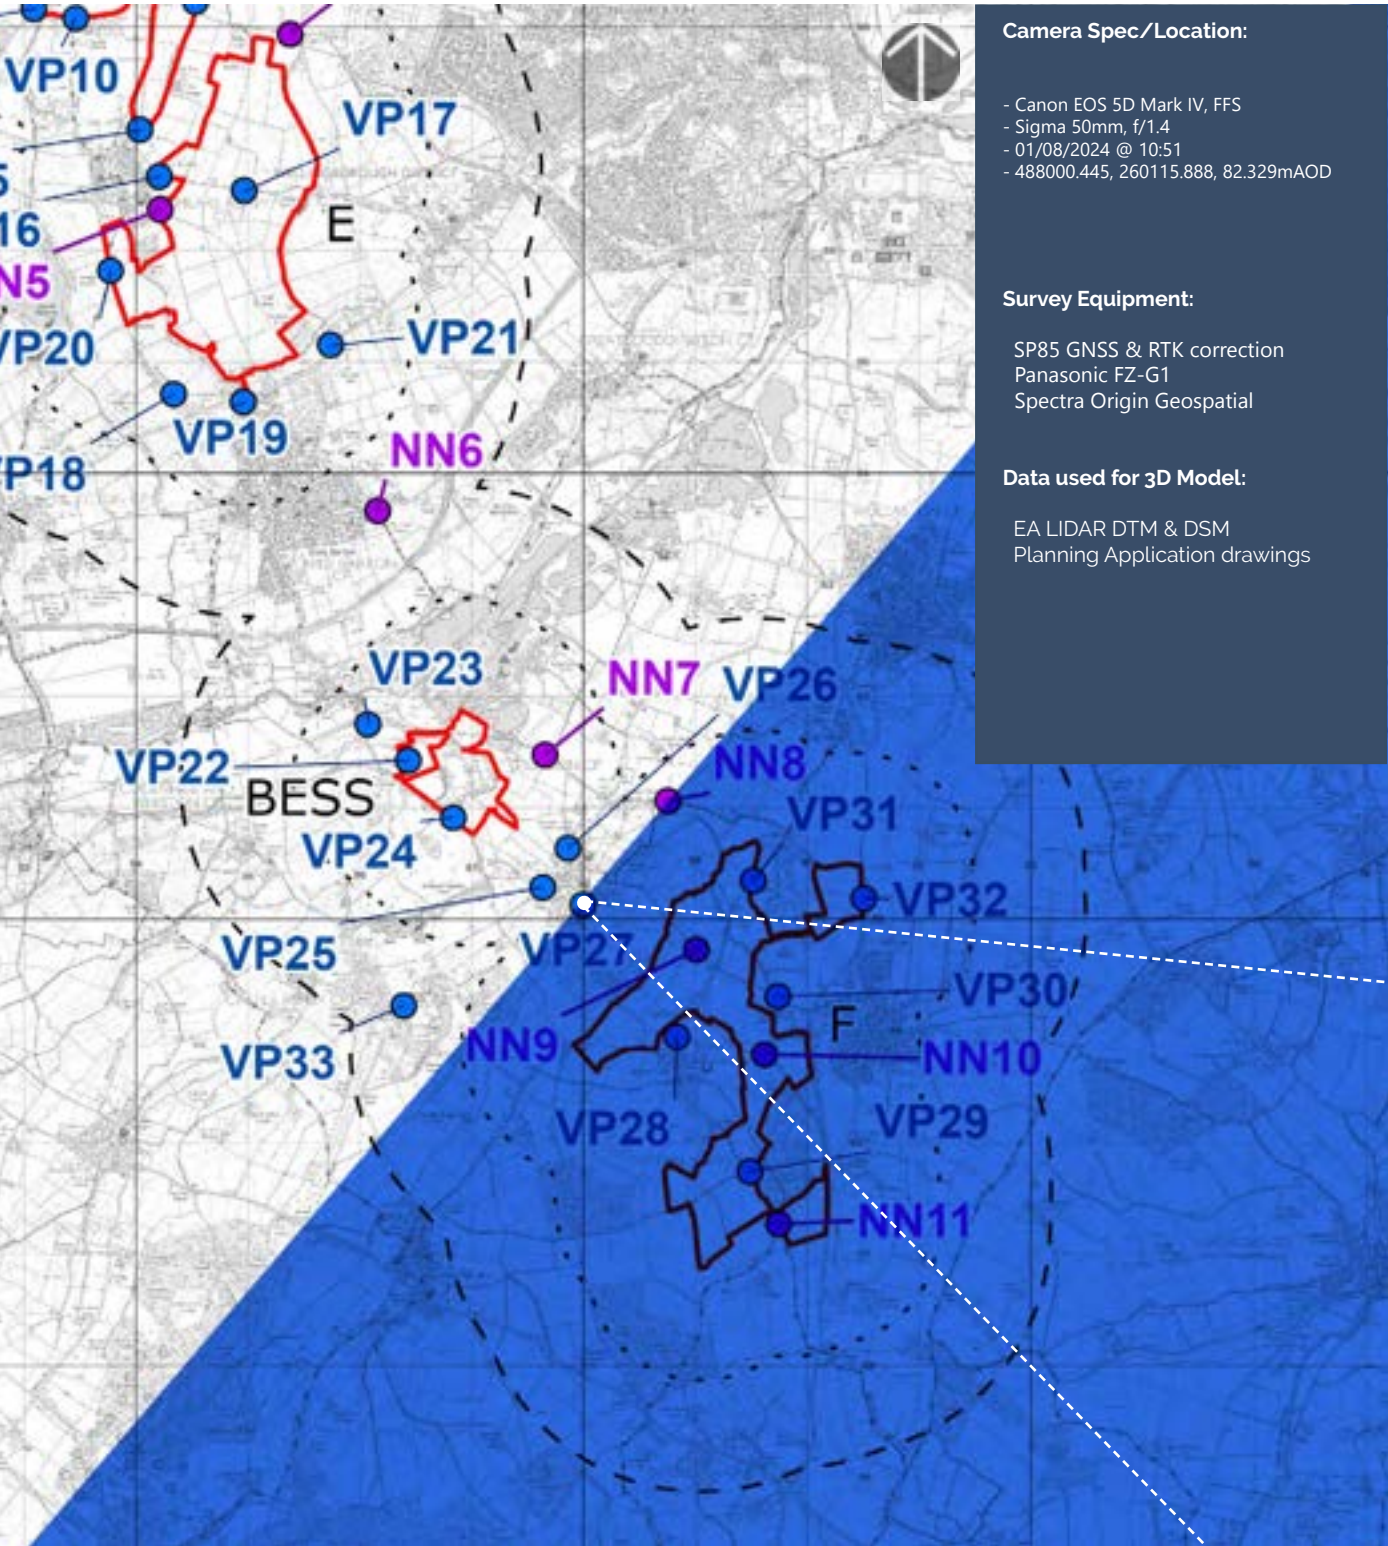 Camera Spec/Location:
- Canon EOS 5D Mark IV, FFS
- Sigma 50mm, f/1.4
- 01/08/2024 @ 10:51
- 488000.445, 260115.888, 82.329mAOD
Survey Equipment:
SP85 GNSS & RTK correction
Panasonic FZ-G1
Spectra Origin Geospatial
Data used for 3D Model:
EA LIDAR DTM & DSM
Planning Application drawings
VP10
VP17
5
16
E
N5
VP20
VP21
VP19
VP18
NN6
VP23
NN7
VP26
VP22
BESS
NN8
VP31
VP24
VP32
VP25
VP27
VP30
F
NN9
VP33
NN10
VP28
VP29
NN11